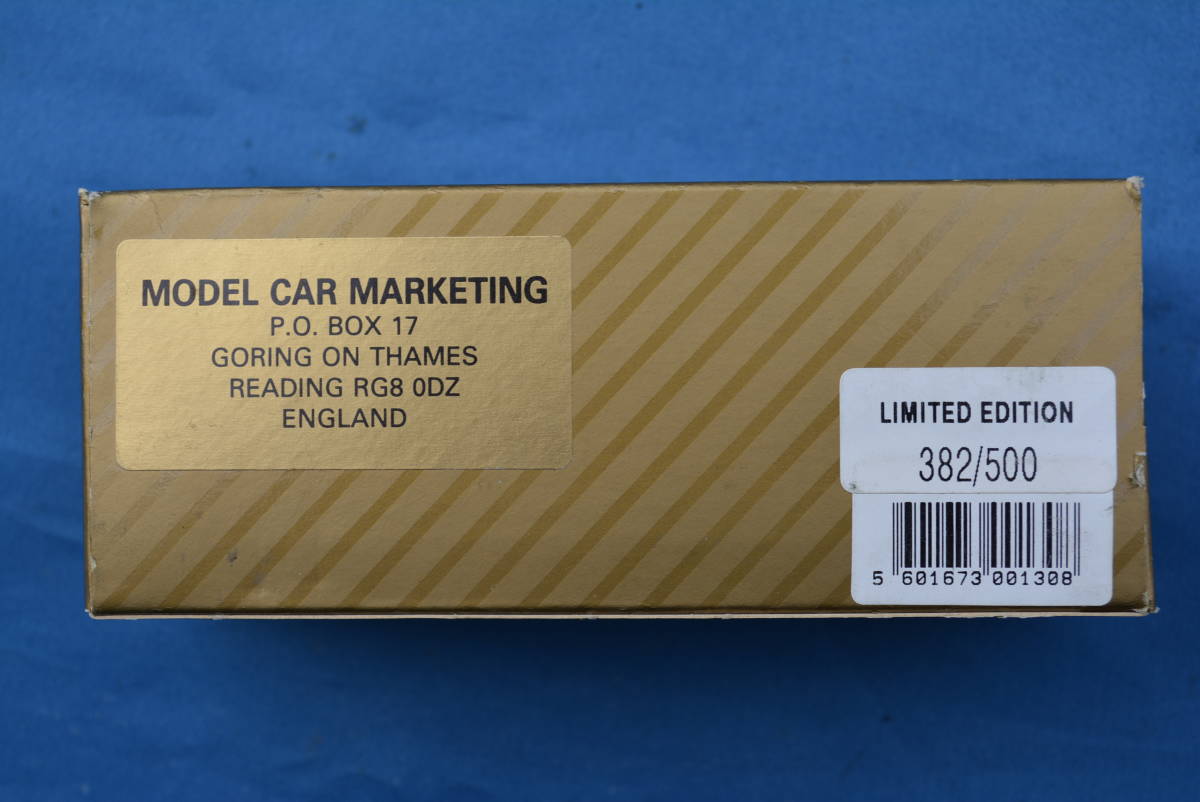 MODEL CAR MARKETING
P.O. BOX 17
GORING ON THAMES
READING RG8 0DZ
ENGLAND
LIMITED EDITION
382/500
5 601673 001308